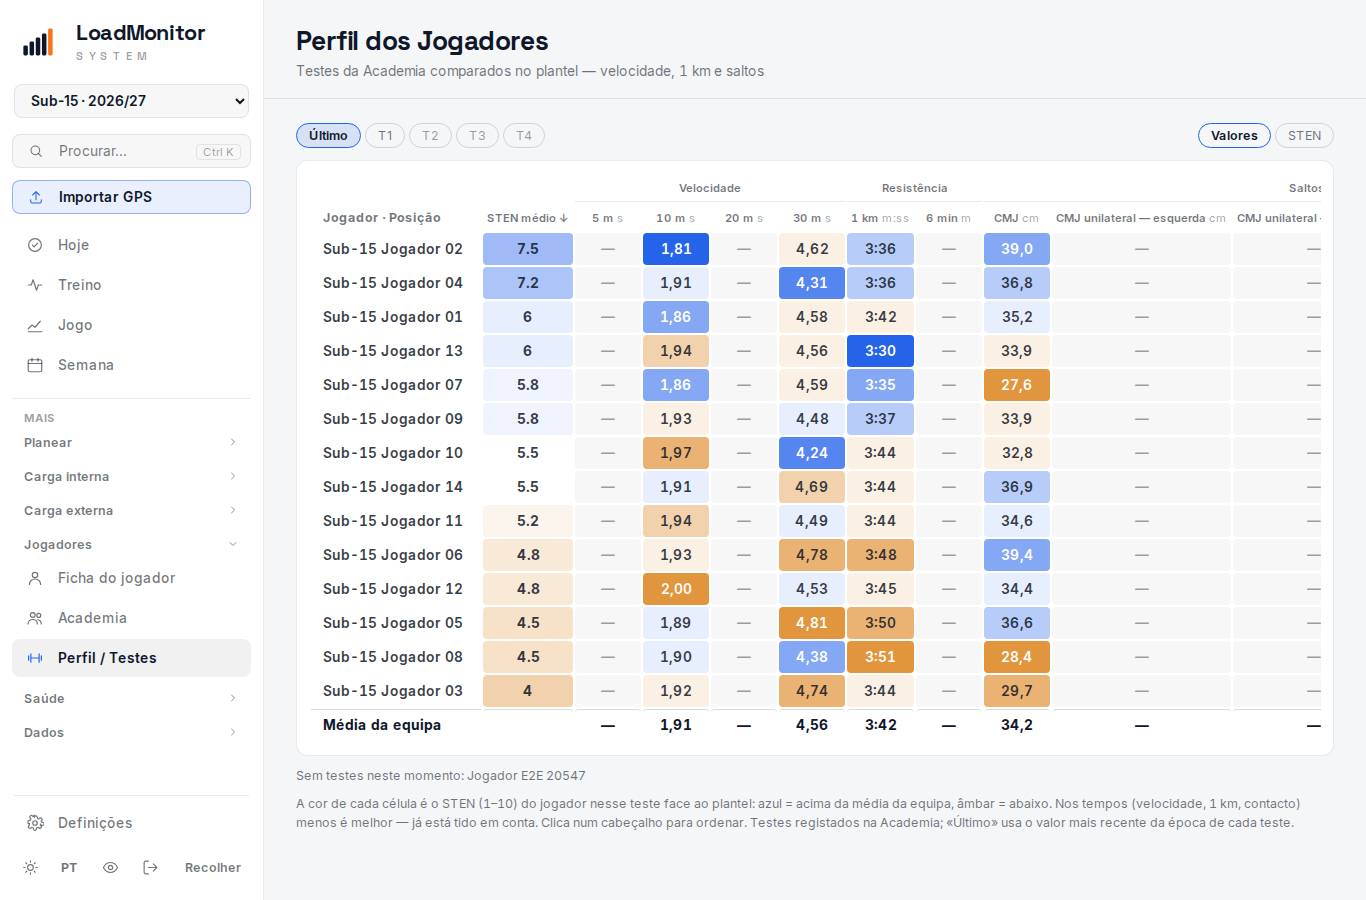 LoadMonitor
SYSTEM
Sub-15 · 2026/27
Procurar... Ctrl K
Importar GPS
Hoje
Treino
Jogo
Semana
MAIS
Planear
Carga interna
Carga externa
Jogadores
Ficha do jogador
Academia
Perfil / Testes
Saúde
Dados
Definições
PT Recolher
Perfil dos Jogadores
Testes da Academia comparados no plantel — velocidade, 1 km e saltos
Último T1 T2 T3 T4 Valores STEN
Velocidade Resistência Saltos
Jogador · Posição STEN médio ↓ 5 m s 10 m s 20 m s 30 m s 1 km m:ss 6 min m CMJ cm CMJ unilateral — esquerda cm CMJ unilateral -
Sub-15 Jogador 02 7.5 — 1,81 — 4,62 3:36 — 39,0 — —
Sub-15 Jogador 04 7.2 — 1,91 — 4,31 3:36 — 36,8 — —
Sub-15 Jogador 01 6 — 1,86 — 4,58 3:42 — 35,2 — —
Sub-15 Jogador 13 6 — 1,94 — 4,56 3:30 — 33,9 — —
Sub-15 Jogador 07 5.8 — 1,86 — 4,59 3:35 — 27,6 — —
Sub-15 Jogador 09 5.8 — 1,93 — 4,48 3:37 — 33,9 — —
Sub-15 Jogador 10 5.5 — 1,97 — 4,24 3:44 — 32,8 — —
Sub-15 Jogador 14 5.5 — 1,91 — 4,69 3:44 — 36,9 — —
Sub-15 Jogador 11 5.2 — 1,94 — 4,49 3:44 — 34,6 — —
Sub-15 Jogador 06 4.8 — 1,93 — 4,78 3:48 — 39,4 — —
Sub-15 Jogador 12 4.8 — 2,00 — 4,53 3:45 — 34,4 — —
Sub-15 Jogador 05 4.5 — 1,89 — 4,81 3:50 — 36,6 — —
Sub-15 Jogador 08 4.5 — 1,90 — 4,38 3:51 — 28,4 — —
Sub-15 Jogador 03 4 — 1,92 — 4,74 3:44 — 29,7 — —
Média da equipa — 1,91 — 4,56 3:42 — 34,2 — —
Sem testes neste momento: Jogador E2E 20547
A cor de cada célula é o STEN (1–10) do jogador nesse teste face ao plantel: azul = acima da média da equipa, âmbar = abaixo. Nos tempos (velocidade, 1 km, contacto)
menos é melhor — já está tido em conta. Clica num cabeçalho para ordenar. Testes registados na Academia; «Último» usa o valor mais recente da época de cada teste.